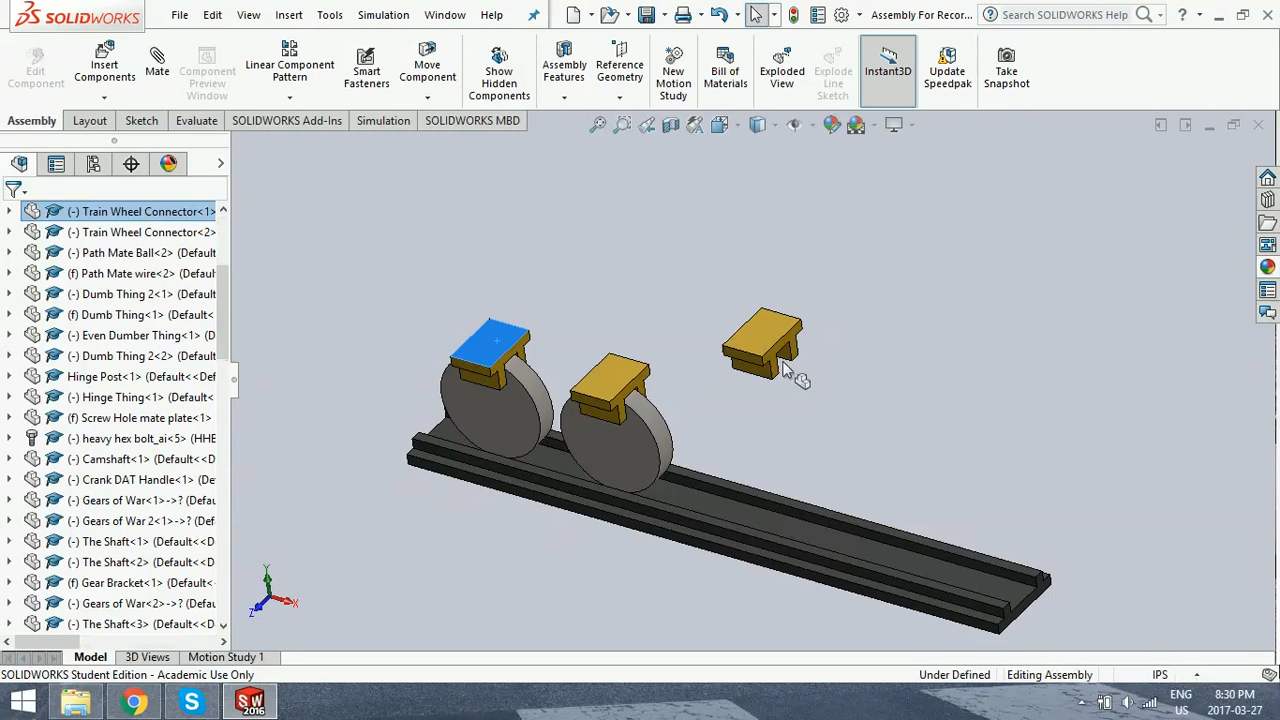 SOLIDWORKS File Edit View Insert Tools Simulation Window Help Assembly For Recor... Search SOLIDWORKS Help ?
Edit Component
Insert Components
Mate
Component Preview Window
Linear Component Pattern
Smart Fasteners
Move Component
Show Hidden Components
Assembly Features
Reference Geometry
New Motion Study
Bill of Materials
Exploded View
Explode Line Sketch
Instant3D
Update Speedpak
Take Snapshot
Assembly Layout Sketch Evaluate SOLIDWORKS Add-Ins Simulation SOLIDWORKS MBD
(-) Train Wheel Connector<1>
(-) Train Wheel Connector<2>
(-) Path Mate Ball<2> (Default
(f) Path Mate wire<2> (Default
(-) Dumb Thing 2<1> (Default
(f) Dumb Thing<1> (Default
(-) Even Dumber Thing<1> (D
(-) Dumb Thing 2<2> (Default
Hinge Post<1> (Default<<Def
(-) Hinge Thing<1> (Default<
(f) Screw Hole mate plate<1>
(-) heavy hex bolt_ai<5> (HHE
(-) Camshaft<1> (Default<<De
(-) Crank DAT Handle<1> (Def
(-) Gears of War<1>->? (Defau
(-) Gears of War 2<1>->? (Def
(-) The Shaft<1> (Default<<D
(-) The Shaft<2> (Default<<D
(f) Gear Bracket<1> (Default<
(-) Gears of War<2>->? (Defau
(-) The Shaft<3> (Default<<D
Y
X
Z
Model 3D Views Motion Study 1
SOLIDWORKS Student Edition - Academic Use Only Under Defined Editing Assembly IPS
SW 2016
ENG 8:30 PM
US 2017-03-27